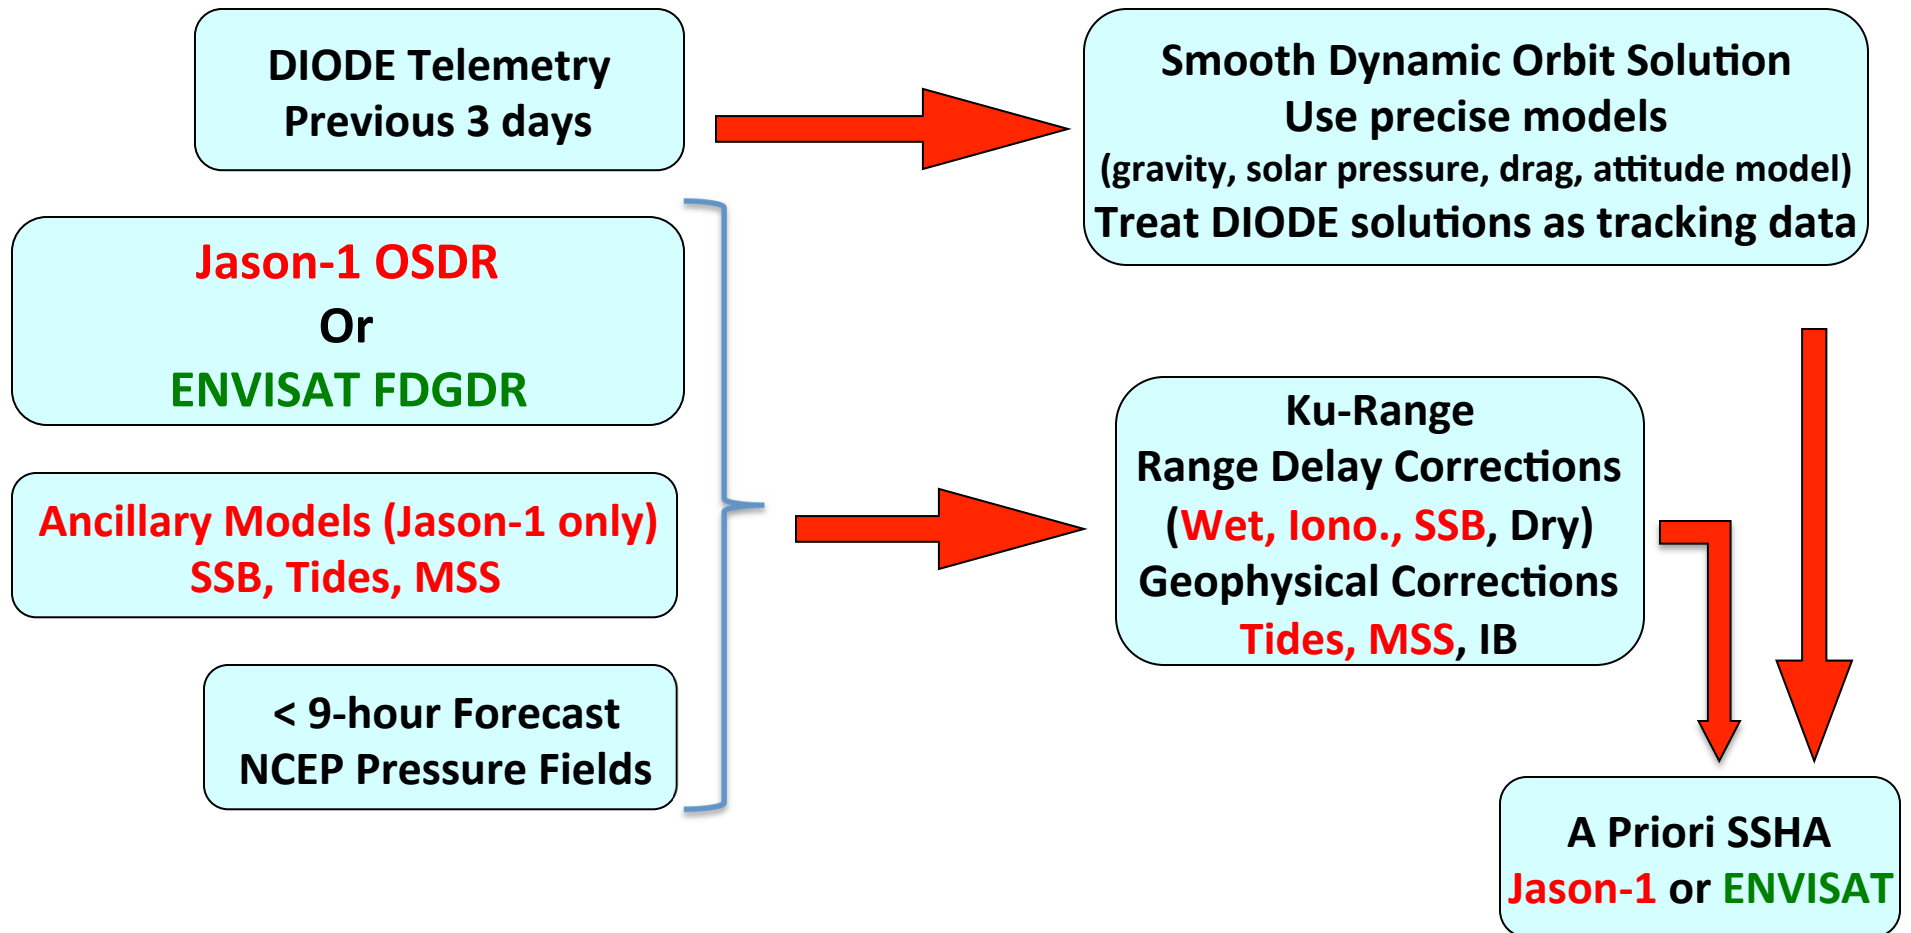 DIODE Telemetry
Previous 3 days
Smooth Dynamic Orbit Solution
Use precise models
(gravity, solar pressure, drag, attitude model)
Treat DIODE solutions as tracking data
Jason-1 OSDR
Or
ENVISAT FDGDR
Ancillary Models (Jason-1 only)
SSB, Tides, MSS
< 9-hour Forecast
NCEP Pressure Fields
Ku-Range
Range Delay Corrections
(Wet, Iono., SSB, Dry)
Geophysical Corrections
Tides, MSS, IB
A Priori SSHA
Jason-1 or ENVISAT